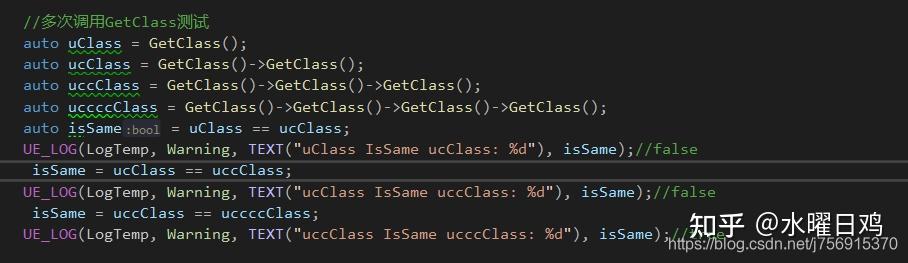 //多次调用GetClass测试
auto uClass = GetClass();
auto ucClass = GetClass()->GetClass();
auto uccClass = GetClass()->GetClass()->GetClass();
auto uccccClass = GetClass()->GetClass()->GetClass()->GetClass();
auto isSame:bool = uClass == ucClass;
UE_LOG(LogTemp, Warning, TEXT("uClass IsSame ucClass: %d"), isSame);//false
isSame = ucClass == uccClass;
UE_LOG(LogTemp, Warning, TEXT("ucClass IsSame uccClass: %d"), isSame);//false
isSame = uccClass == uccccClass;
UE_LOG(LogTemp, Warning, TEXT("uccClass IsSame ucccClass: %d"), isSame);//
知乎 @水曜日鸡
https://blog.csdn.net/j756915370